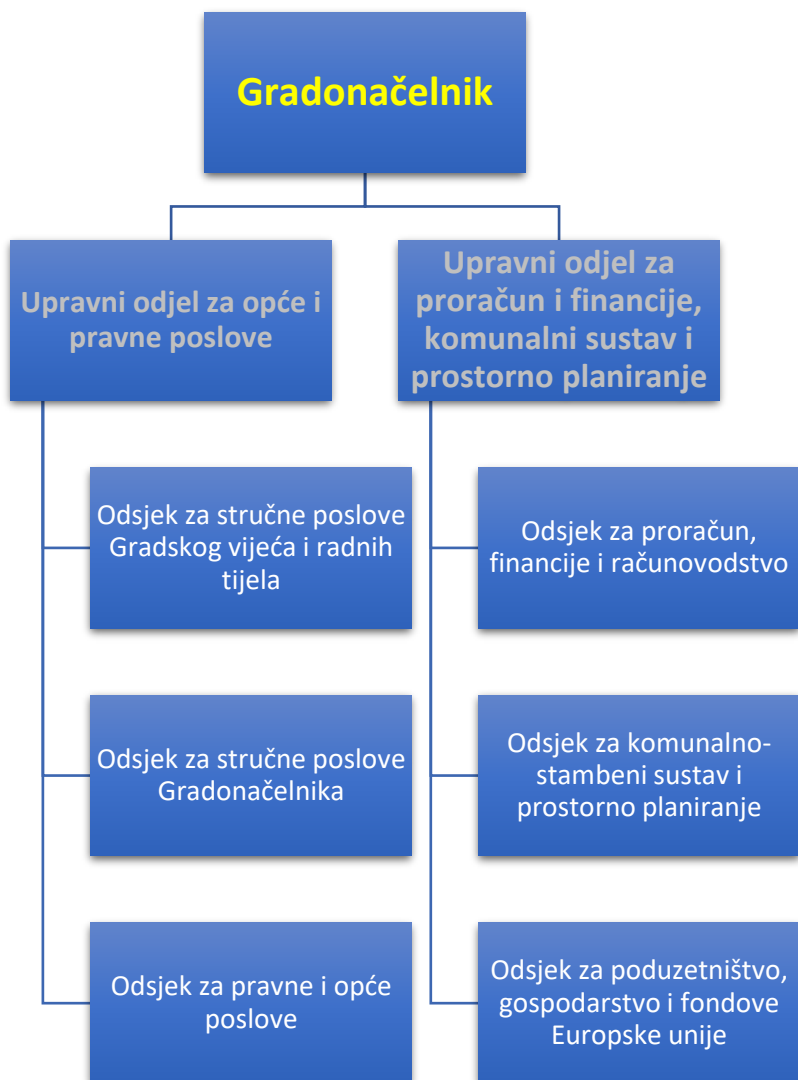 Gradonačelnik
Upravni odjel za opće i
pravne poslove
Upravni odjel za
proračun i financije,
komunalni sustav i
prostorno planiranje
Odsjek za stručne poslove
Gradskog vijeća i radnih
tijela
Odsjek za proračun,
financije i računovodstvo
Odsjek za stručne poslove
Gradonačelnika
Odsjek za komunalno-
stambeni sustav i
prostorno planiranje
Odsjek za pravne i opće
poslove
Odsjek za poduzetništvo,
gospodarstvo i fondove
Europske unije